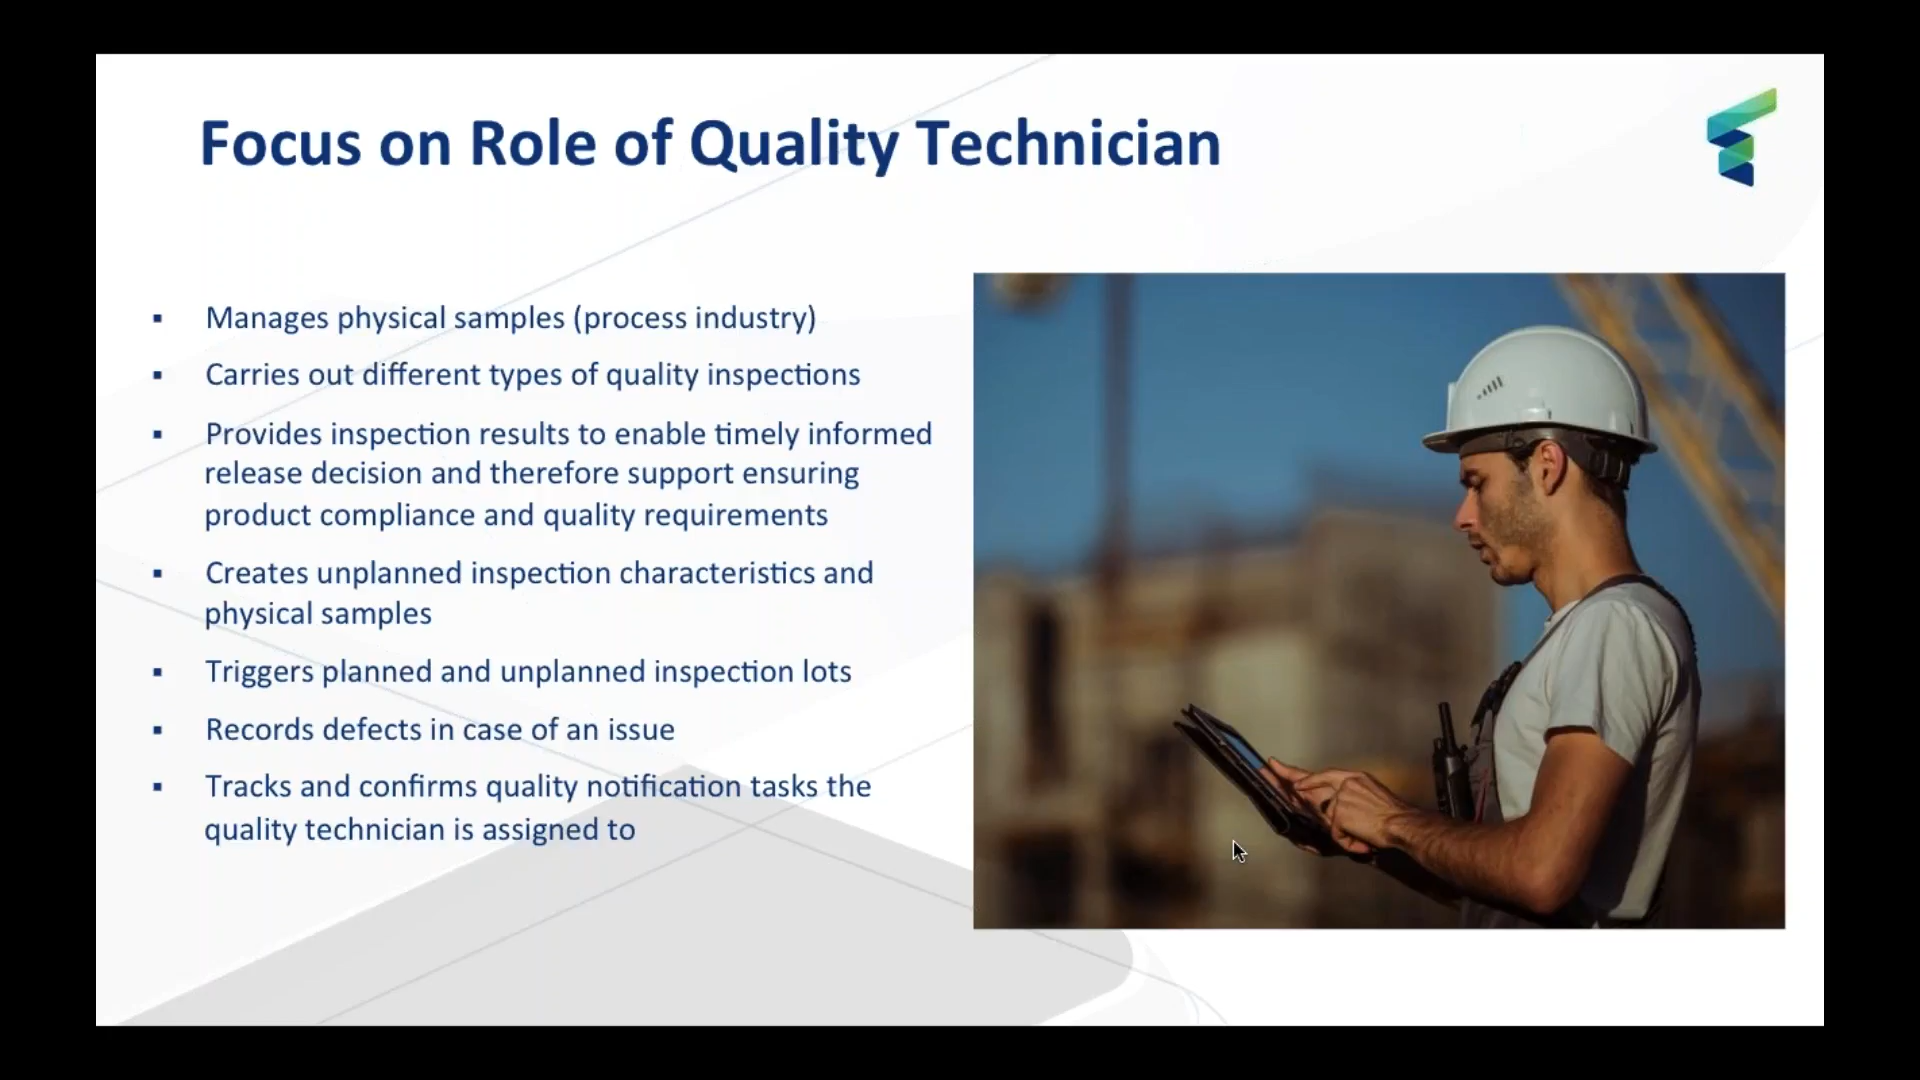 Focus on Role of Quality Technician
▪ Manages physical samples (process industry)
▪ Carries out different types of quality inspections
▪ Provides inspection results to enable timely informed
release decision and therefore support ensuring
product compliance and quality requirements
▪ Creates unplanned inspection characteristics and
physical samples
▪ Triggers planned and unplanned inspection lots
▪ Records defects in case of an issue
▪ Tracks and confirms quality notification tasks the
quality technician is assigned to